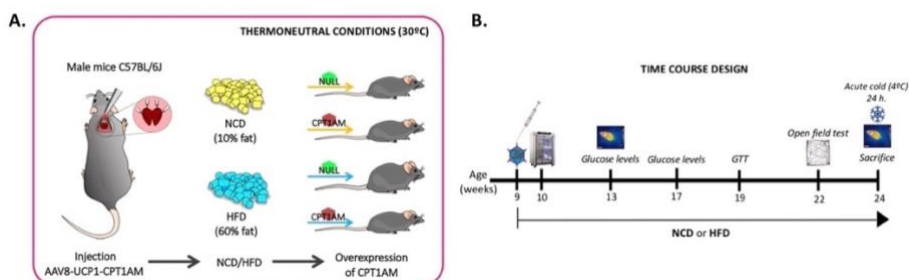 A.
THERMONEUTRAL CONDITIONS (30ºC)
Male mice C57BL/6J
NCD
(10% fat)
HFD
(60% fat)
NULL
CPT1AM
NULL
CPT1AM
Injection
AAV8-UCP1-CPT1AM
NCD/HFD
Overexpression
of CPT1AM
B.
TIME COURSE DESIGN
Acute cold (4ºC)
24 h.
Open field test
Glucose levels
Glucose levels
GTT
Sacrifice
Age
(weeks)
9 10 13 17 19 22 24
NCD or HFD